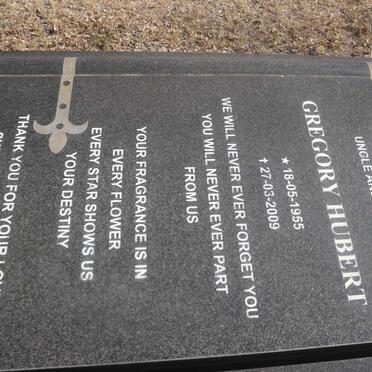 UNCLE AND
GREGORY HUBERT
★ 18-05-1955
✝ 27-03-2009
WE WILL NEVER EVER FORGET YOU
YOU WILL NEVER EVER PART
FROM US
YOUR FRAGRANCE IS IN
EVERY FLOWER
EVERY STAR SHOWS US
YOUR DESTINY
THANK YOU FOR YOUR